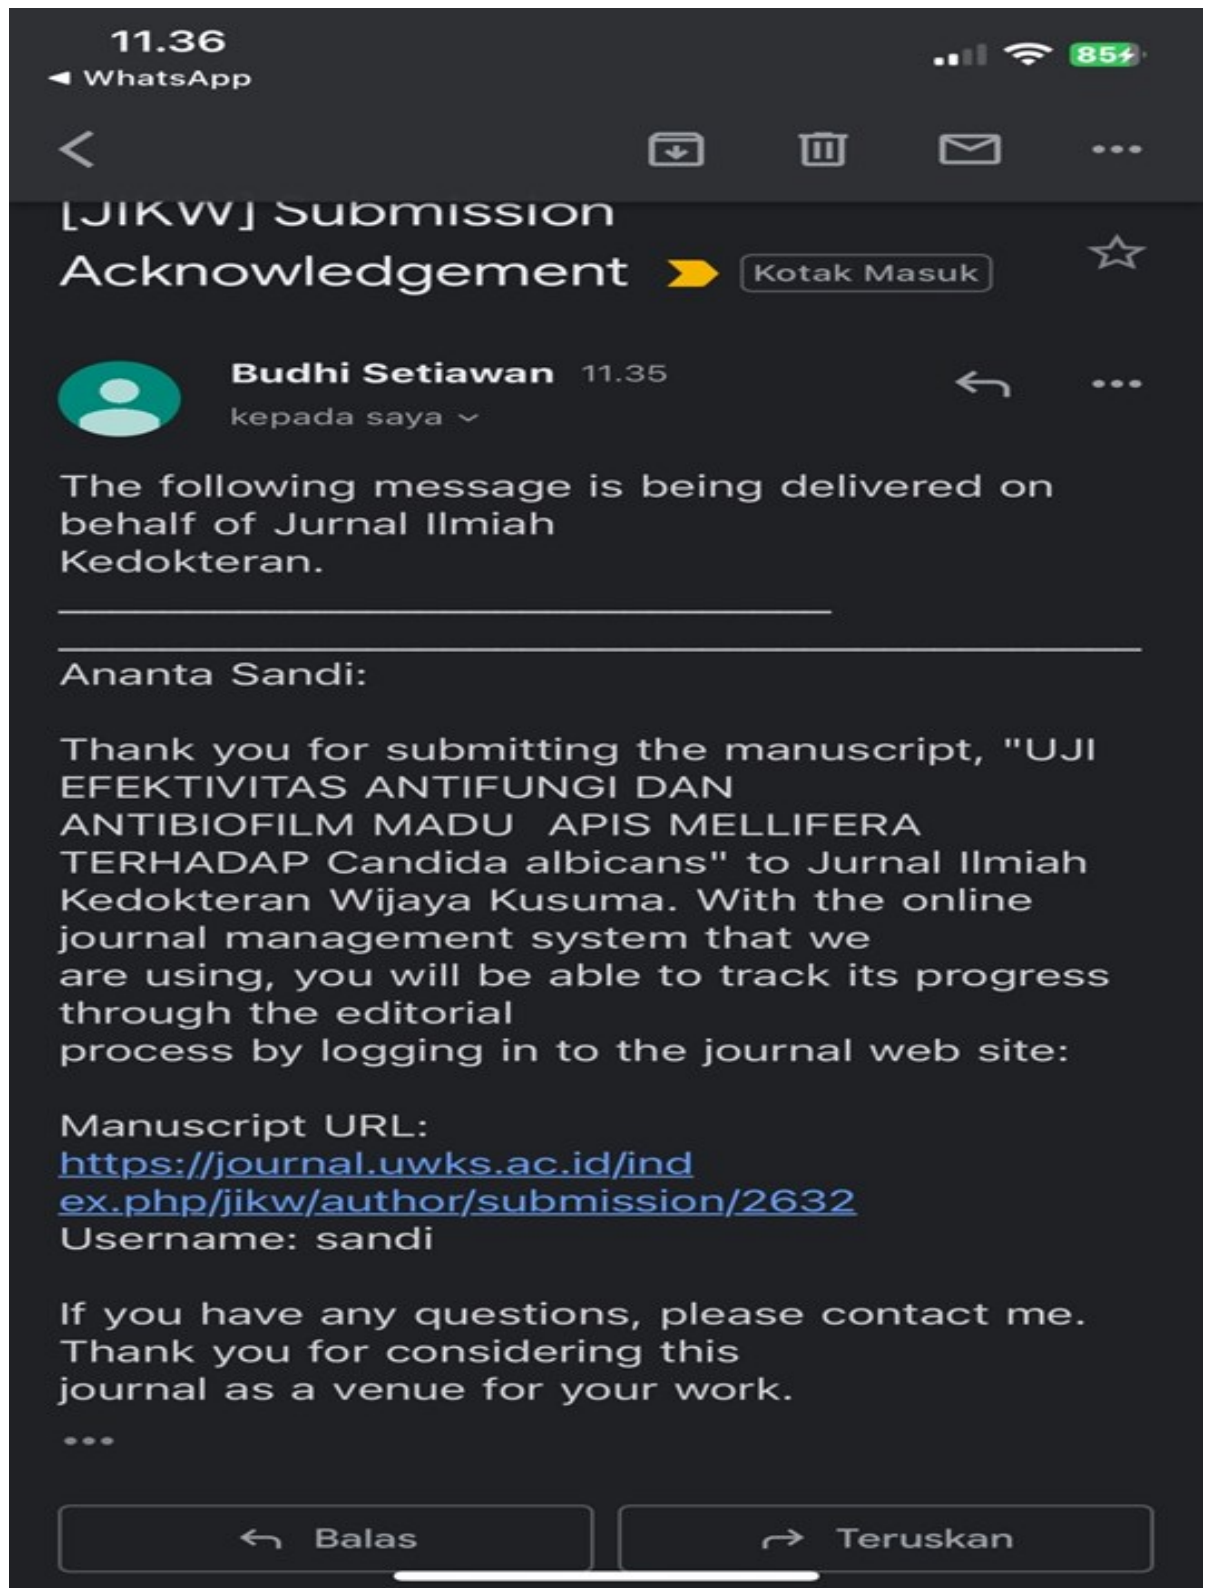 11.36
WhatsApp
85
[JIKW] Submission
Acknowledgement Kotak Masuk
Budhi Setiawan 11.35
kepada saya
The following message is being delivered on
behalf of Jurnal Ilmiah
Kedokteran.
Ananta Sandi:
Thank you for submitting the manuscript, "UJI
EFEKTIVITAS ANTIFUNGI DAN
ANTIBIOFILM MADU  APIS MELLIFERA
TERHADAP Candida albicans" to Jurnal Ilmiah
Kedokteran Wijaya Kusuma. With the online
journal management system that we
are using, you will be able to track its progress
through the editorial
process by logging in to the journal web site:
Manuscript URL:
https://journal.uwks.ac.id/ind
ex.php/jikw/author/submission/2632
Username: sandi
If you have any questions, please contact me.
Thank you for considering this
journal as a venue for your work.
Balas
Teruskan